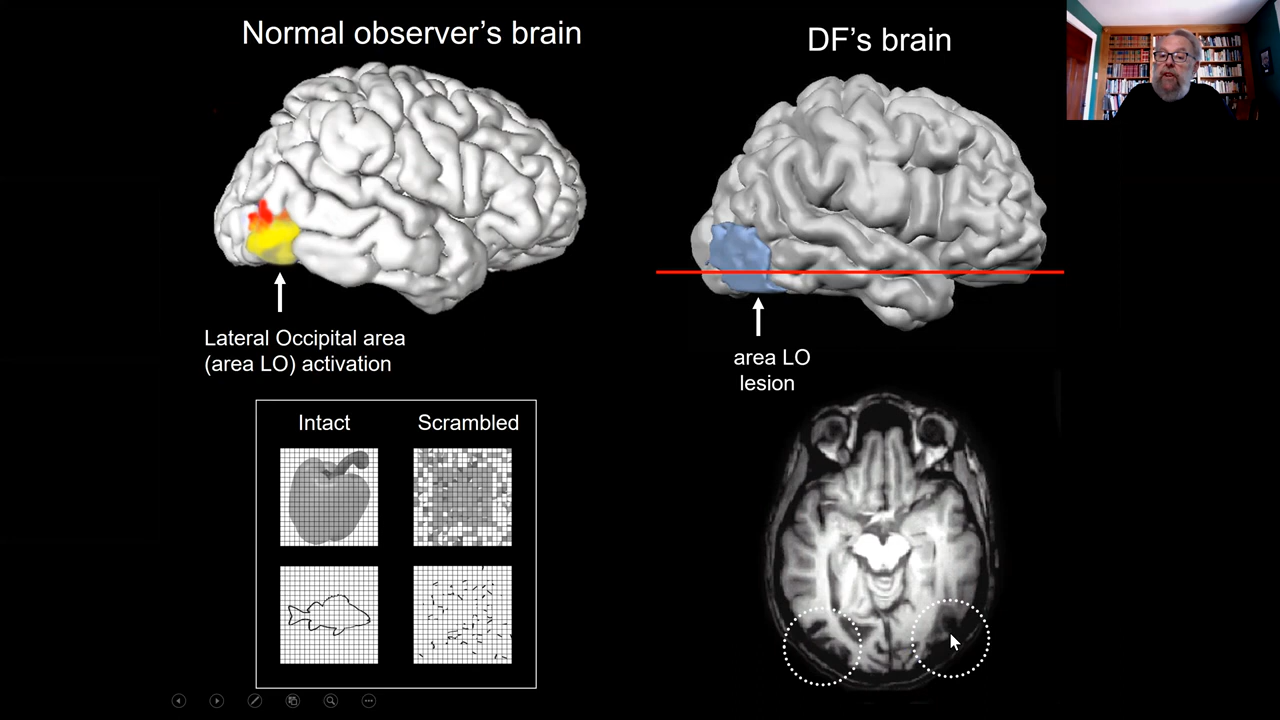 Normal observer's brain
DF's brain
Lateral Occipital area
(area LO) activation
area LO
lesion
Intact
Scrambled